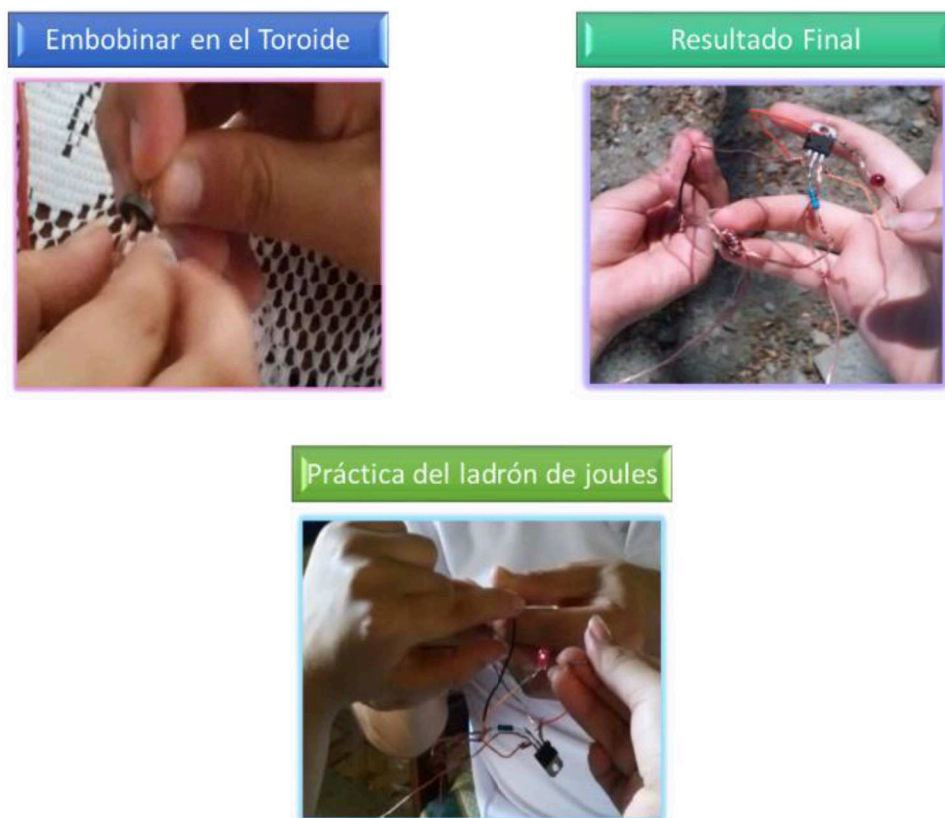 Embobinar en el Toroide
Resultado Final
Práctica del ladrón de joules